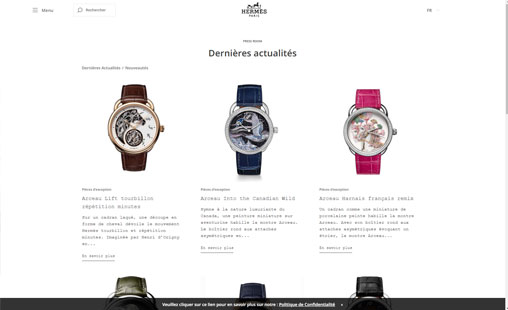 Menu
Rechercher
HERMÈS
PARIS
FR
PRESS ROOM
Dernières actualités
Dernières Actualités / Nouveautés
Pièces d'exception
Arceau Lift tourbillon
répétition minutes
Sur un cadran laqué, une découpe en
forme de cheval dévoile le mouvement
Hermès tourbillon et répétition
minutes. Imaginée par Henri d'Origny
en...
En savoir plus
Pièces d'exception
Arceau Into the Canadian Wild
Hymne à la nature luxuriante du
Canada, une peinture miniature sur
aventurine habille la montre Arceau.
Le boîtier rond aux attaches
asymétriques év...
En savoir plus
Pièces d'exception
Arceau Harnais français remix
Un cadran comme une miniature de
porcelaine peinte habille la montre
Arceau. Avec son boîtier rond aux
attaches asymétriques évoquant un
étrier, le montre Arceau...
En savoir plus
Veuillez cliquer sur ce lien pour en savoir plus sur notre : Politique de Confidentialité